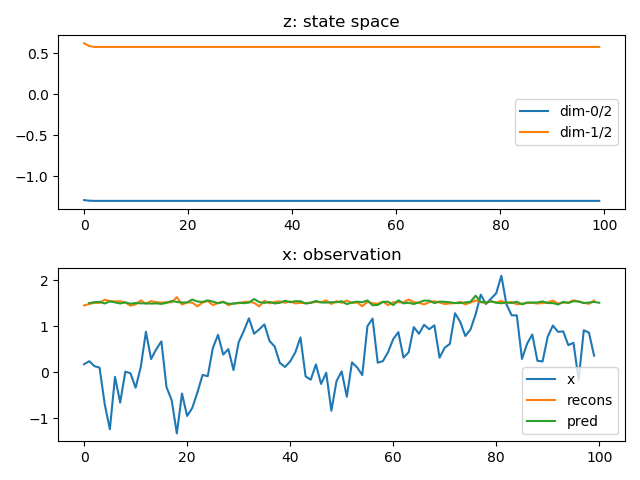 z: state space
0.5
0.0
−0.5
−1.0
dim-0/2
dim-1/2
0 20 40 60 80 100
x: observation
2
1
0
−1
x
recons
pred
0 20 40 60 80 100